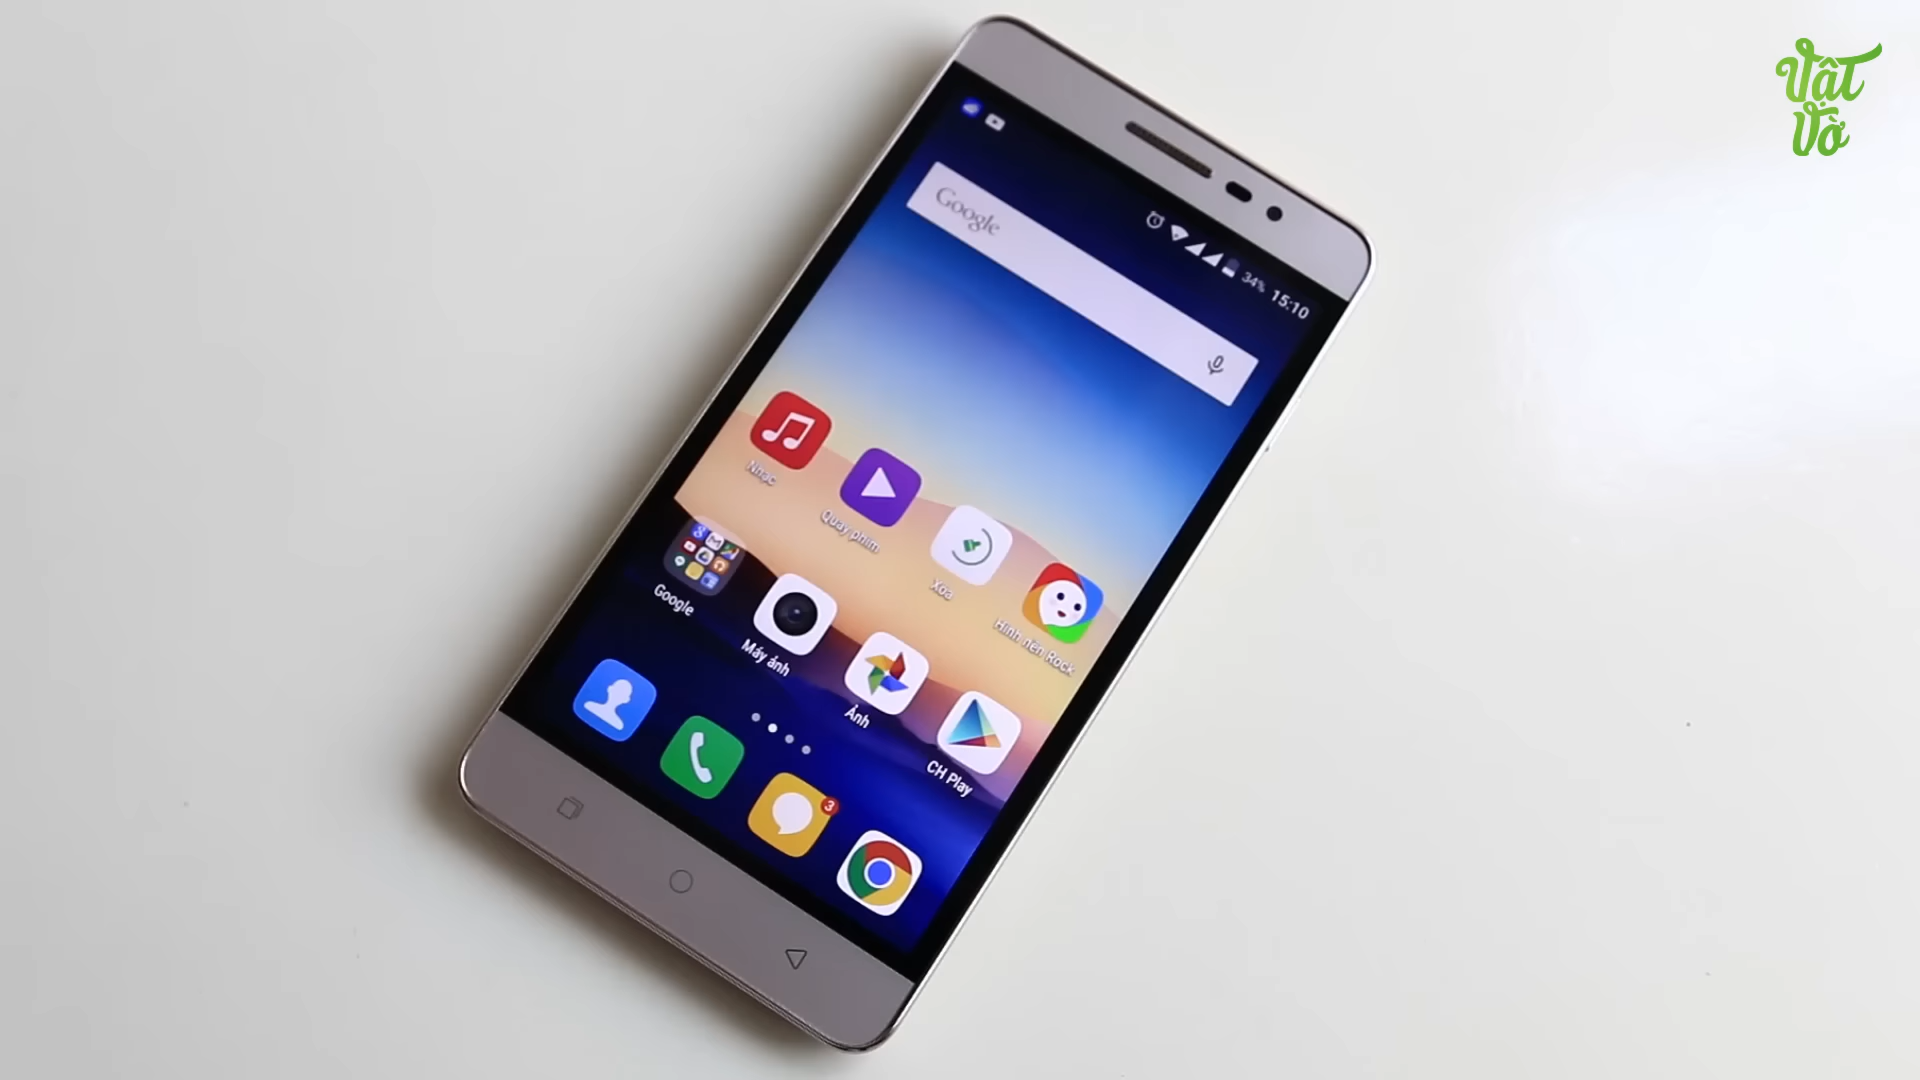 Vật
Vờ
34% 15:10
Google
Nhạc
Quay phim
Xóa
Hình nền Rock
Google
Máy ảnh
Ảnh
CH Play
3